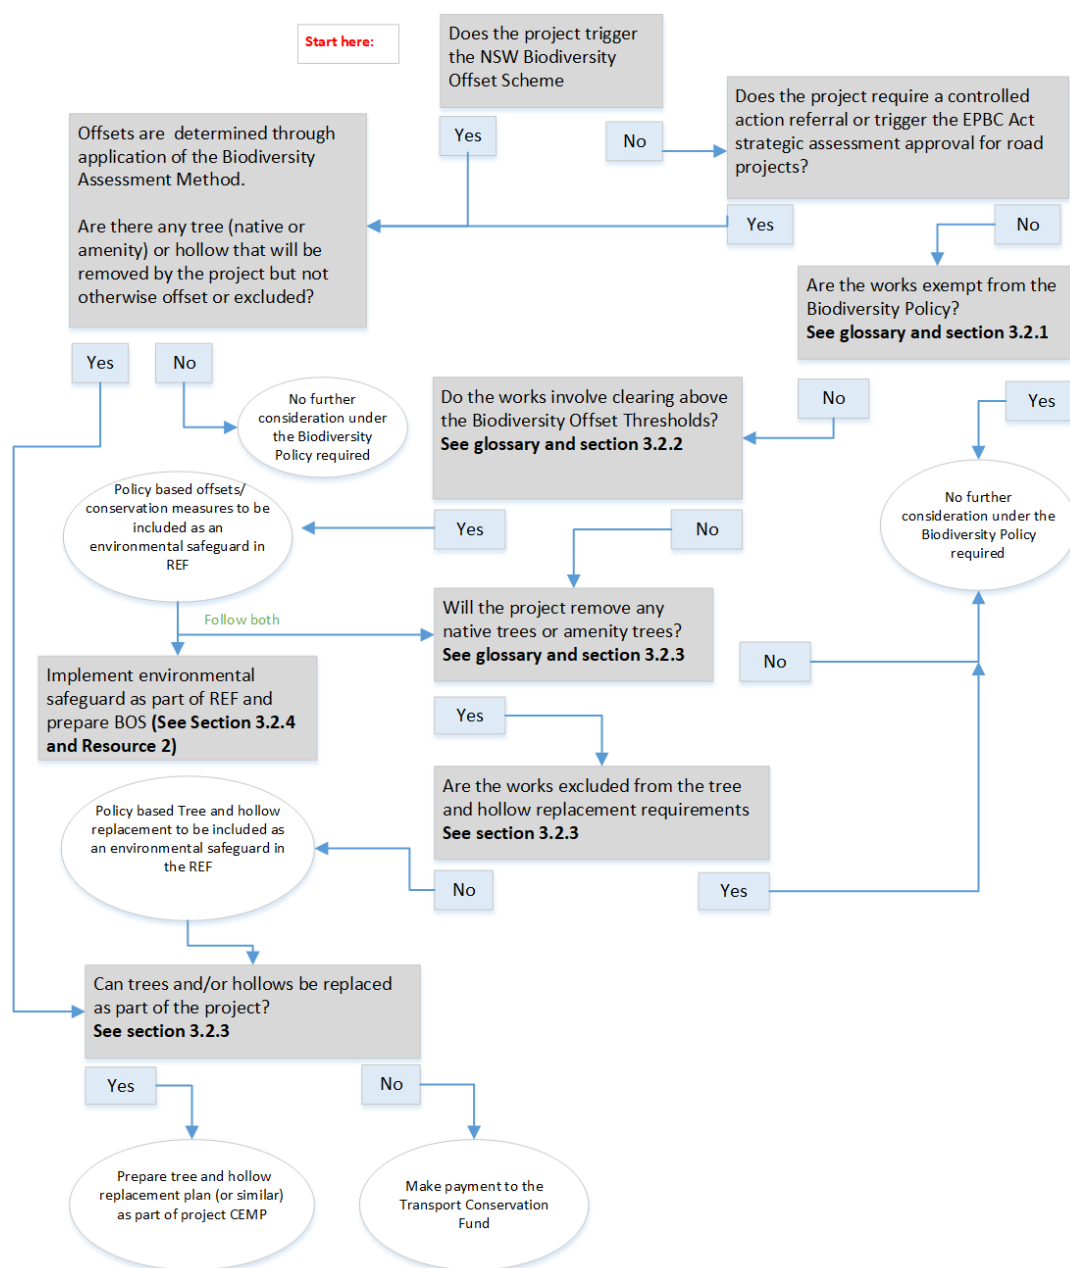 Start here:
Does the project trigger
the NSW Biodiversity
Offset Scheme
Yes
No
Does the project require a controlled
action referral or trigger the EPBC Act
strategic assessment approval for road
projects?
Yes
No
Offsets are determined through
application of the Biodiversity
Assessment Method.
Are there any tree (native or
amenity) or hollow that will be
removed by the project but not
otherwise offset or excluded?
Yes
No
Are the works exempt from the
Biodiversity Policy?
See glossary and section 3.2.1
No
Yes
No further
consideration under
the Biodiversity
Policy required
Do the works involve clearing above
the Biodiversity Offset Thresholds?
See glossary and section 3.2.2
Yes
No
No further
consideration under the
Biodiversity Policy
required
Policy based offsets/
conservation measures to be
included as an
environmental safeguard in
REF
Follow both
Will the project remove any
native trees or amenity trees?
See glossary and section 3.2.3
No
Yes
Implement environmental
safeguard as part of REF and
prepare BOS (See Section 3.2.4
and Resource 2)
Are the works excluded from the tree
and hollow replacement requirements
See section 3.2.3
No
Yes
Policy based Tree and hollow
replacement to be included as
an environmental safeguard in
the REF
Can trees and/or hollows be replaced
as part of the project?
See section 3.2.3
Yes
No
Prepare tree and hollow
replacement plan (or similar)
as part of project CEMP
Make payment to the
Transport Conservation
Fund